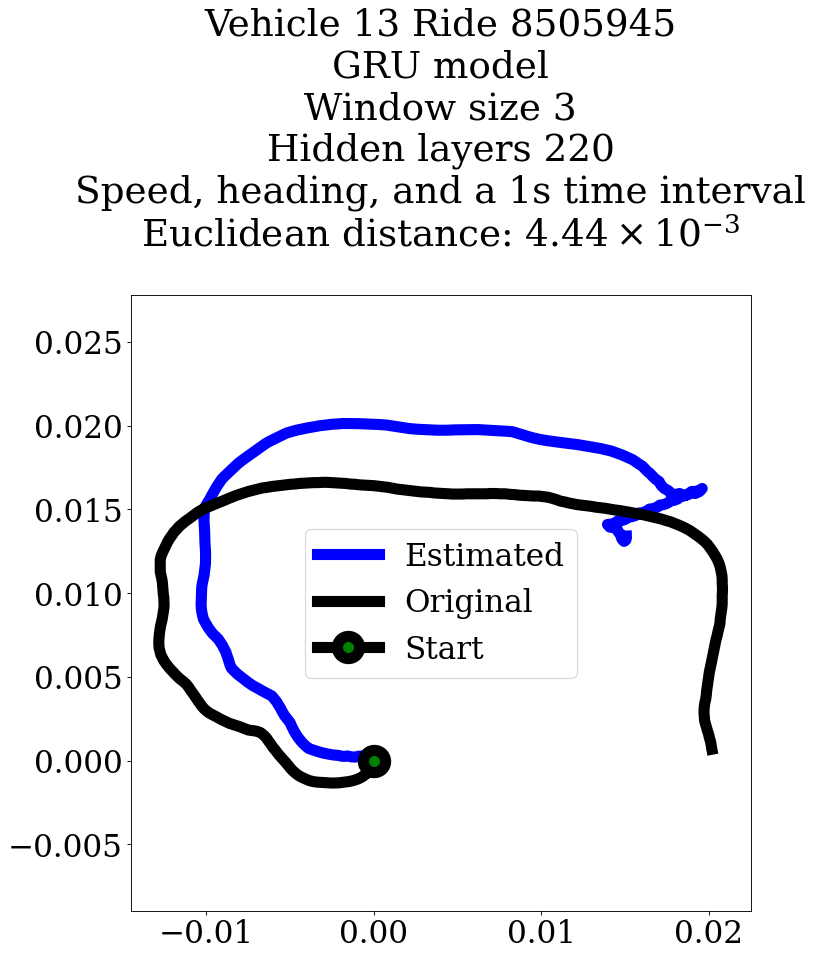 Vehicle 13 Ride 8505945
GRU model
Window size 3
Hidden layers 220
Speed, heading, and a 1s time interval
Euclidean distance: 4.44 × 10⁻³
0.025
0.020
0.015
0.010
0.005
0.000
−0.005
Estimated
Original
Start
−0.01 0.00 0.01 0.02